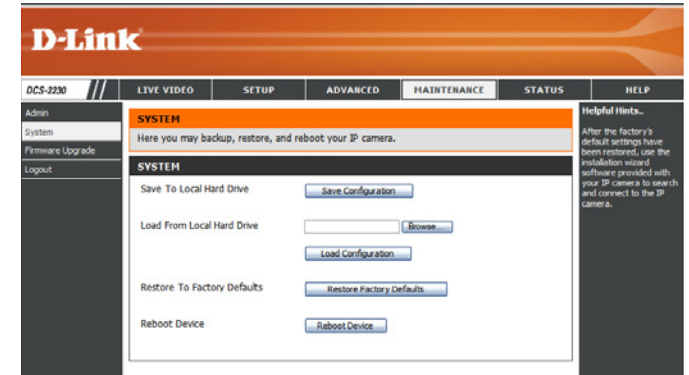 D-Link
DCS-2230
LIVE VIDEO
SETUP
ADVANCED
MAINTENANCE
STATUS
HELP
Admin
System
Firmware Upgrade
Logout
SYSTEM
Here you may backup, restore, and reboot your IP camera.
SYSTEM
Save To Local Hard Drive
Save Configuration
Load From Local Hard Drive
Browse...
Load Configuration
Restore To Factory Defaults
Restore Factory Defaults
Reboot Device
Reboot Device
Helpful Hints..
After the factory's
default settings have
been restored, use the
installation wizard
software provided with
your IP camera to search
and connect to the IP
camera.